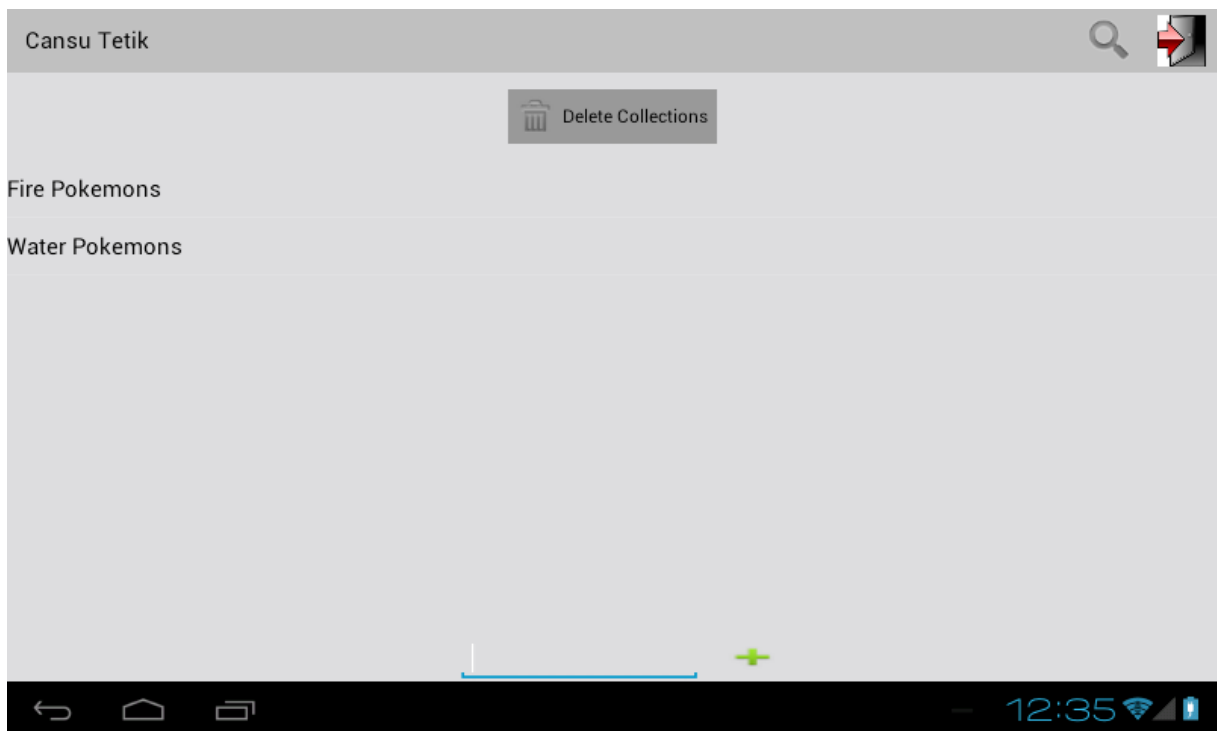 Cansu Tetik
Delete Collections
Fire Pokemons
Water Pokemons
12:35